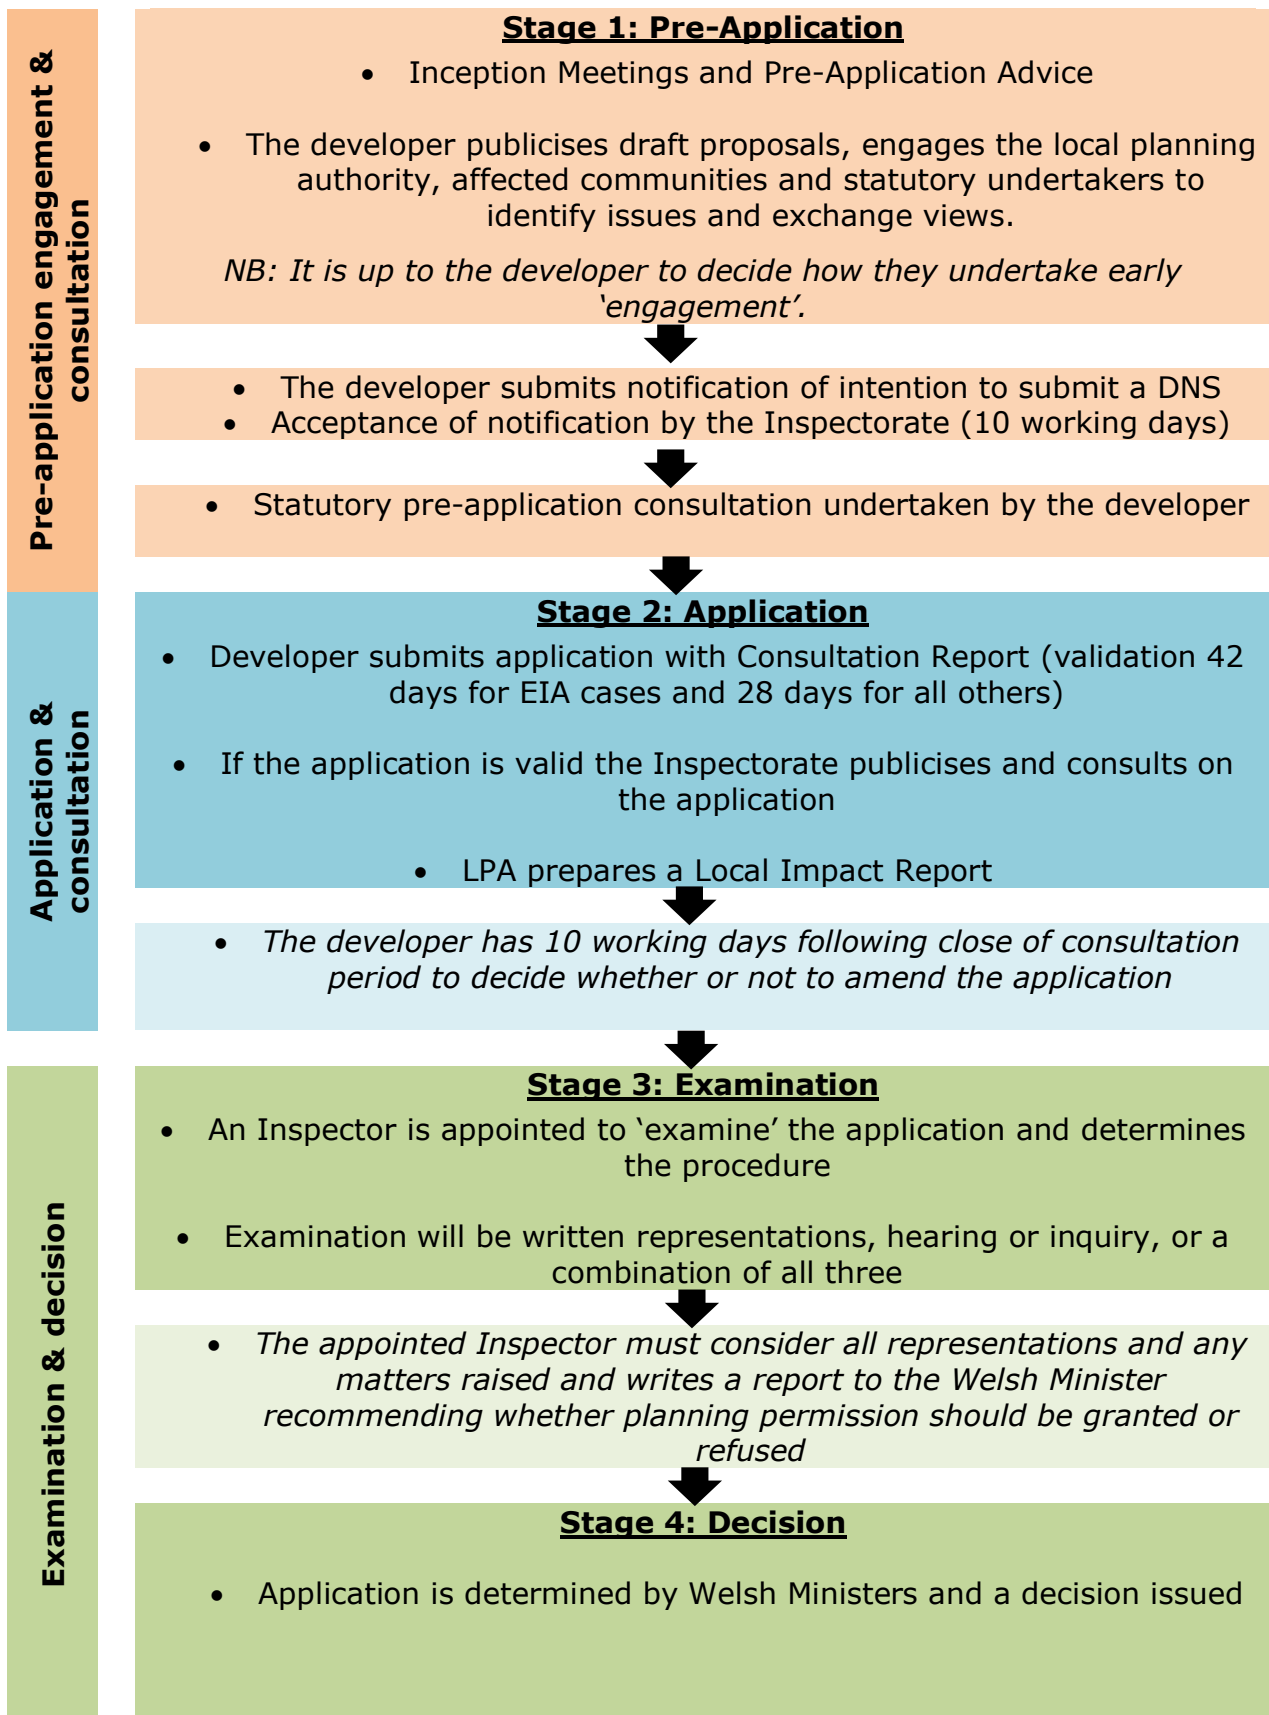 Pre-application engagement &
consultation
Stage 1: Pre-Application
• Inception Meetings and Pre-Application Advice
• The developer publicises draft proposals, engages the local planning
authority, affected communities and statutory undertakers to
identify issues and exchange views.
NB: It is up to the developer to decide how they undertake early
‘engagement’.
• The developer submits notification of intention to submit a DNS
• Acceptance of notification by the Inspectorate (10 working days)
• Statutory pre-application consultation undertaken by the developer
Application &
consultation
Stage 2: Application
• Developer submits application with Consultation Report (validation 42
days for EIA cases and 28 days for all others)
• If the application is valid the Inspectorate publicises and consults on
the application
• LPA prepares a Local Impact Report
• The developer has 10 working days following close of consultation
period to decide whether or not to amend the application
Examination & decision
Stage 3: Examination
• An Inspector is appointed to ‘examine’ the application and determines
the procedure
• Examination will be written representations, hearing or inquiry, or a
combination of all three
• The appointed Inspector must consider all representations and any
matters raised and writes a report to the Welsh Minister
recommending whether planning permission should be granted or
refused
Stage 4: Decision
• Application is determined by Welsh Ministers and a decision issued